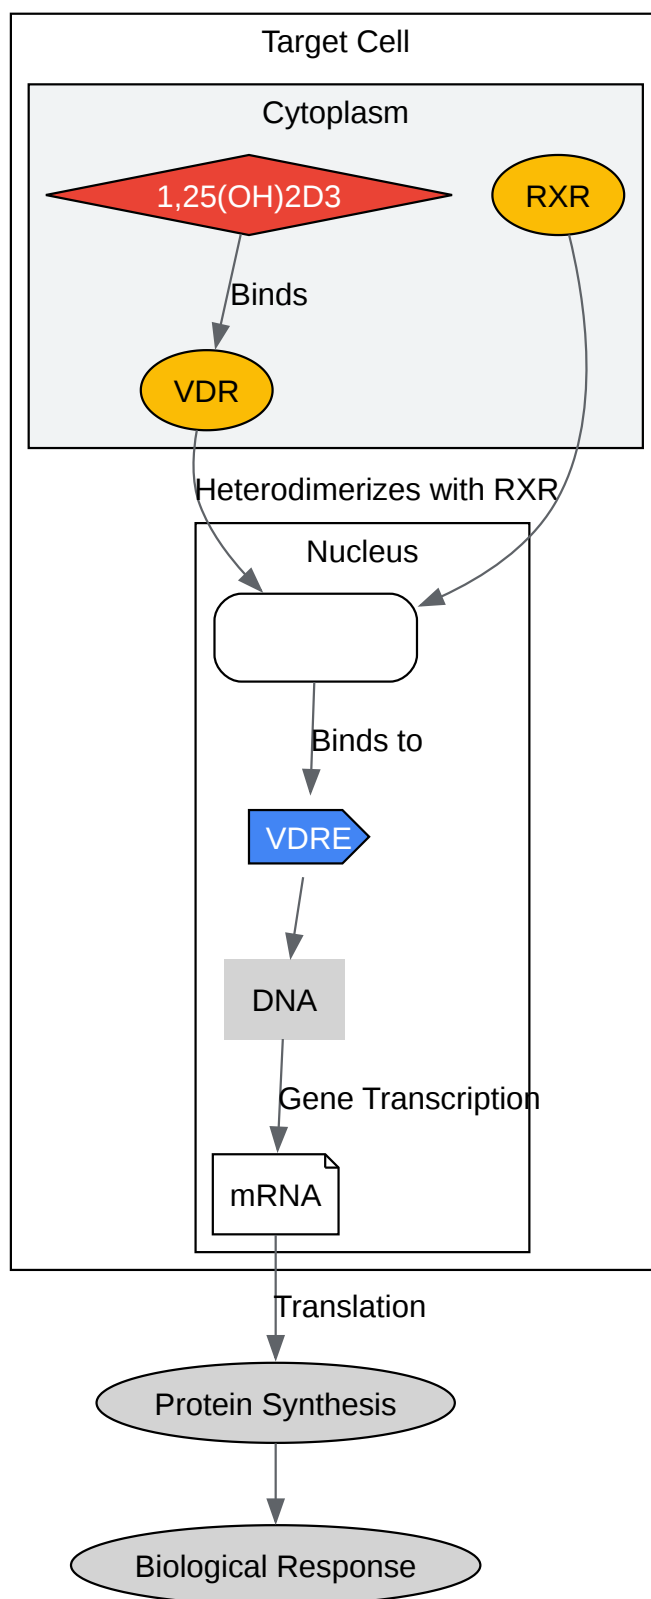 Target Cell
Cytoplasm
1,25(OH)2D3
RXR
Binds
VDR
Heterodimerizes with RXR
Nucleus
Binds to
VDRE
DNA
Gene Transcription
mRNA
Translation
Protein Synthesis
Biological Response